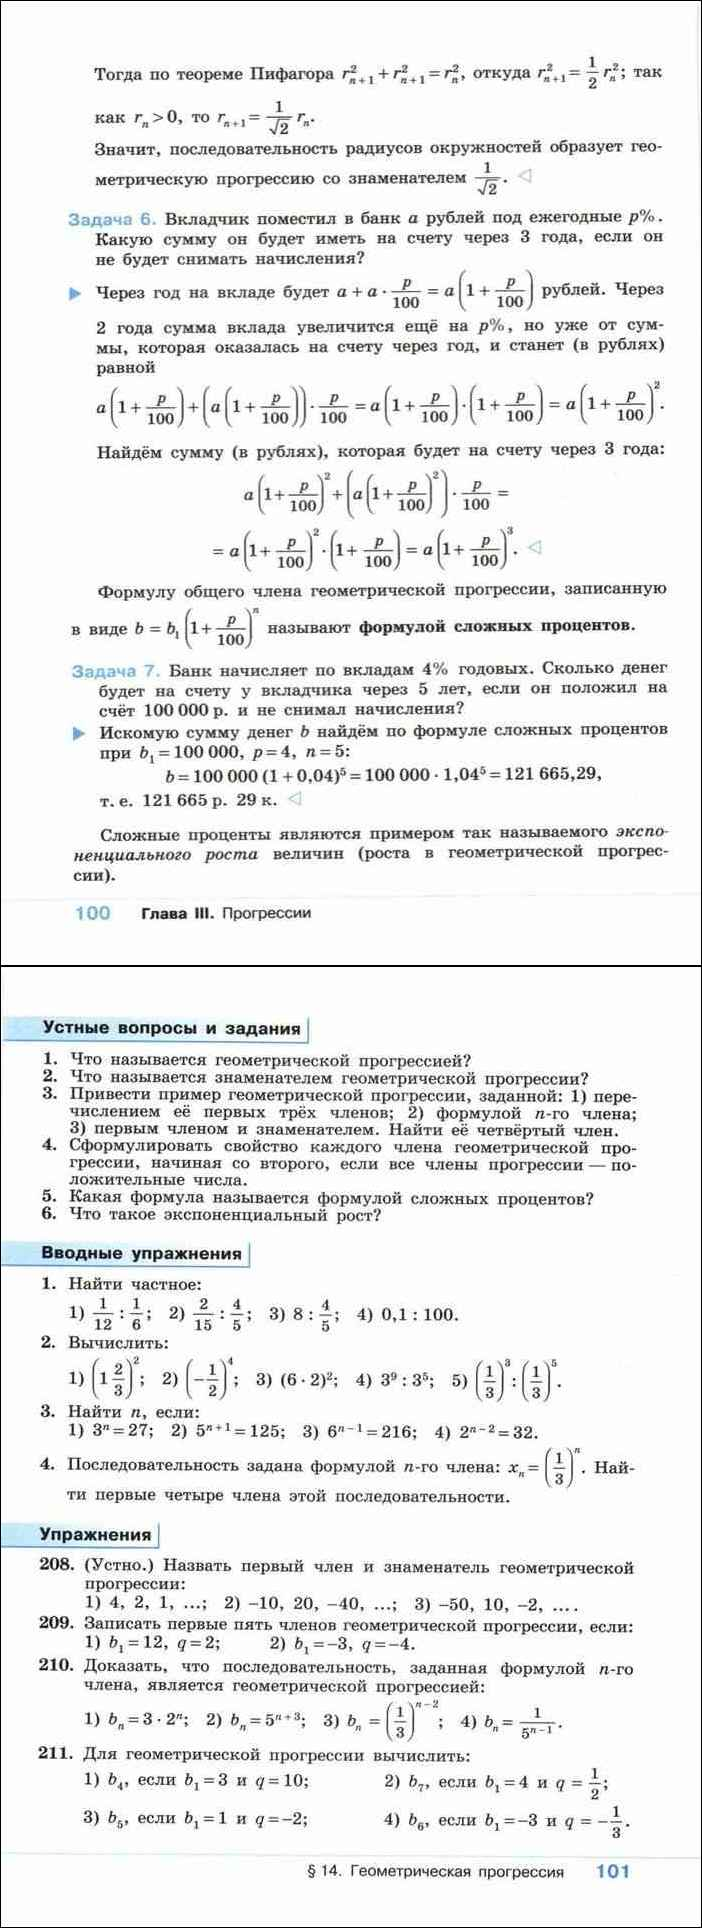 Тогда по теореме Пифагора r²ₙ₊₁ + r²ₙ₊₁ = r²ₙ, откуда r²ₙ₊₁ = 1/2 r²ₙ; так
как rₙ > 0, то rₙ₊₁ = 1/√2 rₙ.
Значит, последовательность радиусов окружностей образует гео-
метрическую прогрессию со знаменателем 1/√2. ◁
Задача 6. Вкладчик поместил в банк a рублей под ежегодные p%.
Какую сумму он будет иметь на счету через 3 года, если он
не будет снимать начисления?
▶ Через год на вкладе будет a + a · p/100 = a(1 + p/100) рублей. Через
2 года сумма вклада увеличится ещё на p%, но уже от сум-
мы, которая оказалась на счету через год, и станет (в рублях)
равной
a(1 + p/100) + (a(1 + p/100)) · p/100 = a(1 + p/100) · (1 + p/100) = a(1 + p/100)².
Найдём сумму (в рублях), которая будет на счету через 3 года:
a(1 + p/100)² + (a(1 + p/100)²) · p/100 =
= a(1 + p/100)² · (1 + p/100) = a(1 + p/100)³. ◁
Формулу общего члена геометрической прогрессии, записанную
в виде b = b₁(1 + p/100)ⁿ называют формулой сложных процентов.
Задача 7. Банк начисляет по вкладам 4% годовых. Сколько денег
будет на счету у вкладчика через 5 лет, если он положил на
счёт 100 000 р. и не снимал начисления?
▶ Искомую сумму денег b найдём по формуле сложных процентов
при b₁ = 100 000, p = 4, n = 5:
b = 100 000 (1 + 0,04)⁵ = 100 000 · 1,04⁵ = 121 665,29,
т. е. 121 665 р. 29 к. ◁
Сложные проценты являются примером так называемого экспо-
ненциального роста величин (роста в геометрической прогрес-
сии).
100 Глава III. Прогрессии
Устные вопросы и задания
1. Что называется геометрической прогрессией?
2. Что называется знаменателем геометрической прогрессии?
3. Привести пример геометрической прогрессии, заданной: 1) пере-
числением её первых трёх членов; 2) формулой n-го члена;
3) первым членом и знаменателем. Найти её четвёртый член.
4. Сформулировать свойство каждого члена геометрической про-
грессии, начиная со второго, если все члены прогрессии — по-
ложительные числа.
5. Какая формула называется формулой сложных процентов?
6. Что такое экспоненциальный рост?
Вводные упражнения
1. Найти частное:
1) 1/12 : 1/6; 2) 2/15 : 4/5; 3) 8 : 4/5; 4) 0,1 : 100.
2. Вычислить:
1) (1 2/3)²; 2) (−1/2)⁴; 3) (6 · 2)²; 4) 3⁹ : 3⁵; 5) (1/3)³ : (1/3)⁵.
3. Найти n, если:
1) 3ⁿ = 27; 2) 5ⁿ⁺¹ = 125; 3) 6ⁿ⁻¹ = 216; 4) 2ⁿ⁻² = 32.
4. Последовательность задана формулой n-го члена: xₙ = (1/3)ⁿ. Най-
ти первые четыре члена этой последовательности.
Упражнения
208. (Устно.) Назвать первый член и знаменатель геометрической
прогрессии:
1) 4, 2, 1, ...; 2) −10, 20, −40, ...; 3) −50, 10, −2, ... .
209. Записать первые пять членов геометрической прогрессии, если:
1) b₁ = 12, q = 2; 2) b₁ = −3, q = −4.
210. Доказать, что последовательность, заданная формулой n-го
члена, является геометрической прогрессией:
1) bₙ = 3 · 2ⁿ; 2) bₙ = 5ⁿ⁺³; 3) bₙ = (1/3)ⁿ⁻²; 4) bₙ = 1/5ⁿ⁻¹.
211. Для геометрической прогрессии вычислить:
1) b₄, если b₁ = 3 и q = 10; 2) b₇, если b₁ = 4 и q = 1/2;
3) b₅, если b₁ = 1 и q = −2; 4) b₆, если b₁ = −3 и q = −1/3.
§ 14. Геометрическая прогрессия 101